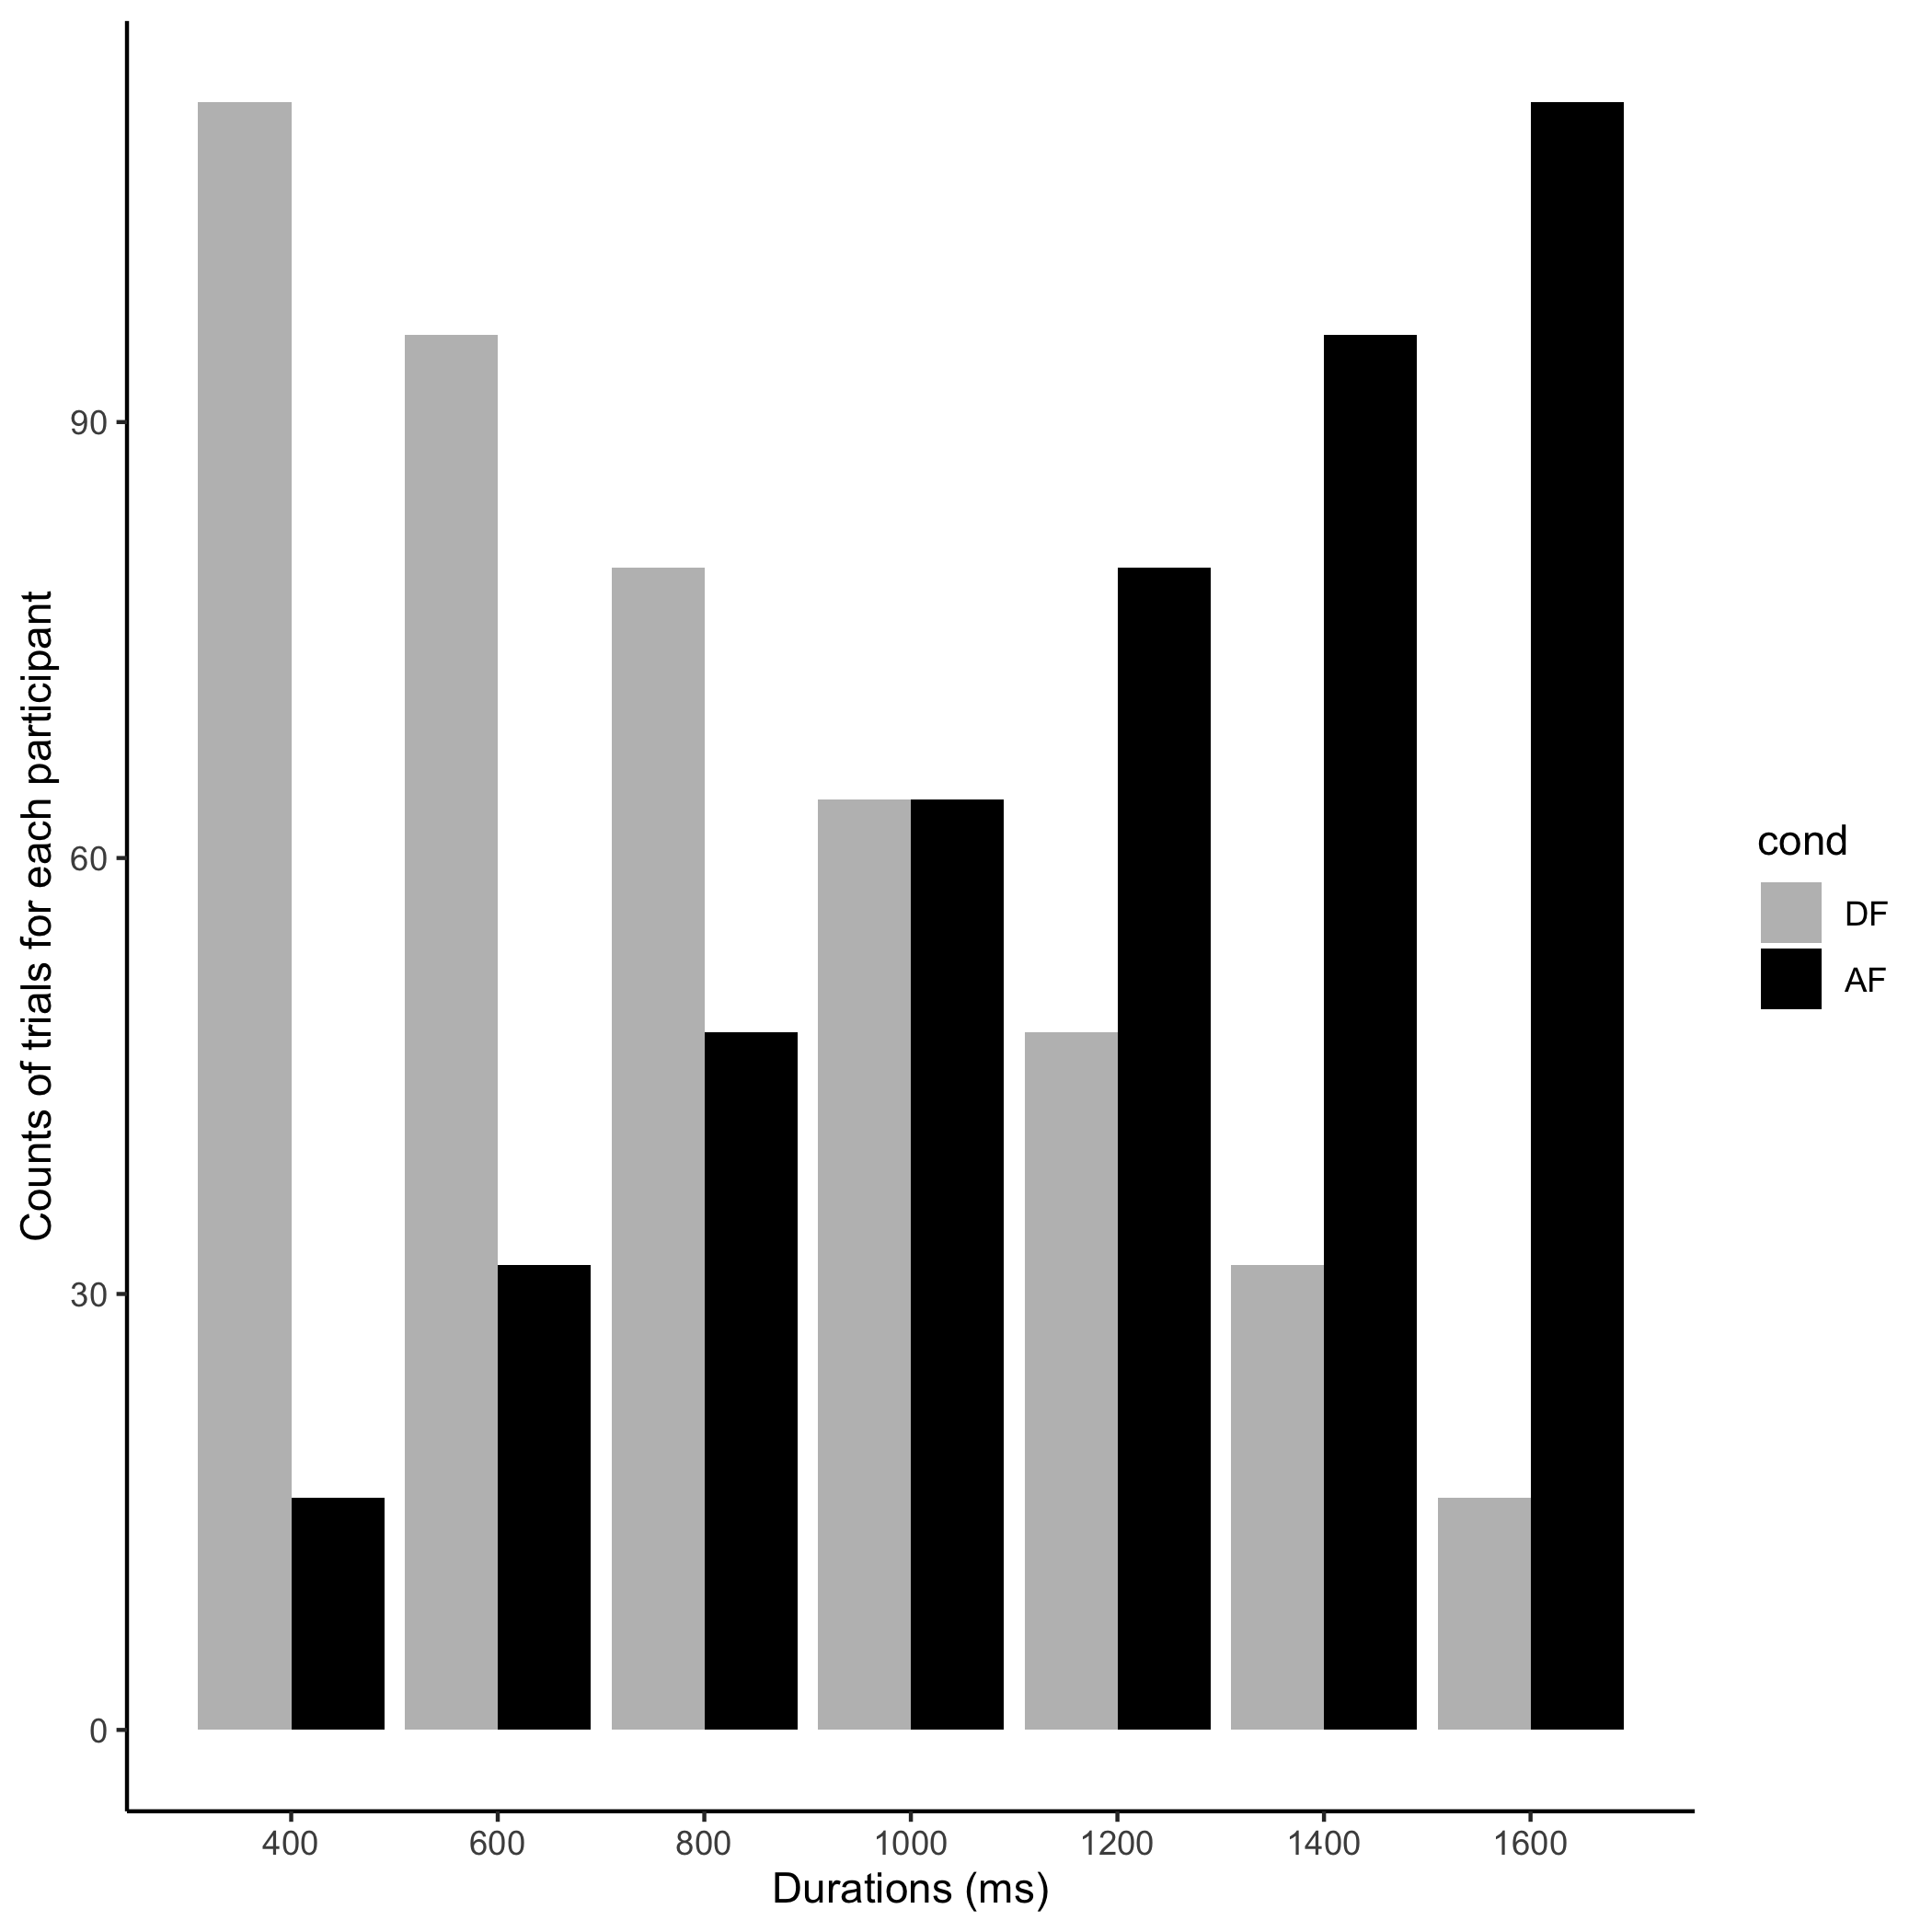 Counts of trials for each participant
90
60
30
0
400 600 800 1000 1200 1400 1600
Durations (ms)
cond
DF
AF